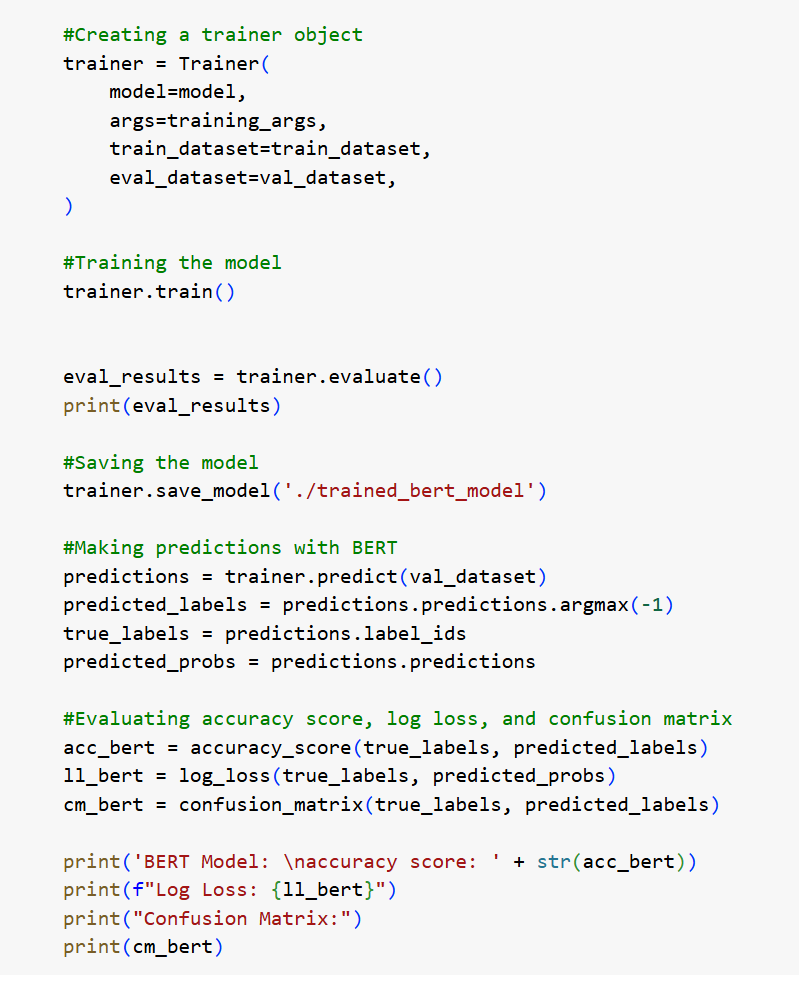 #Creating a trainer object
trainer = Trainer(
    model=model,
    args=training_args,
    train_dataset=train_dataset,
    eval_dataset=val_dataset,
)

#Training the model
trainer.train()


eval_results = trainer.evaluate()
print(eval_results)

#Saving the model
trainer.save_model('./trained_bert_model')

#Making predictions with BERT
predictions = trainer.predict(val_dataset)
predicted_labels = predictions.predictions.argmax(-1)
true_labels = predictions.label_ids
predicted_probs = predictions.predictions

#Evaluating accuracy score, log loss, and confusion matrix
acc_bert = accuracy_score(true_labels, predicted_labels)
ll_bert = log_loss(true_labels, predicted_probs)
cm_bert = confusion_matrix(true_labels, predicted_labels)

print('BERT Model: \naccuracy score: ' + str(acc_bert))
print(f"Log Loss: {ll_bert}")
print("Confusion Matrix:")
print(cm_bert)